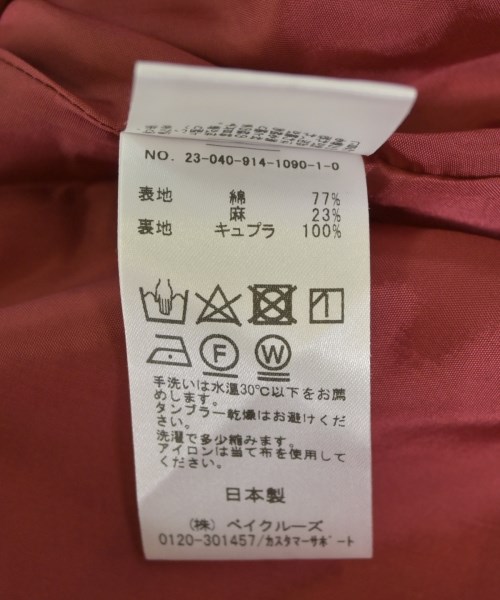 NO. 23-040-914-1090-1-0
表地 綿 77%
麻 23%
裏地 キュプラ 100%
F W
手洗いは水温30℃以下をお薦
めします。
タンブラー乾燥はお避けくだ
さい。
洗濯で多少縮みます。
アイロンは当て布を使用して
ください。
日本製
(株) ベイクルーズ
0120-301457/カスタマーサポート